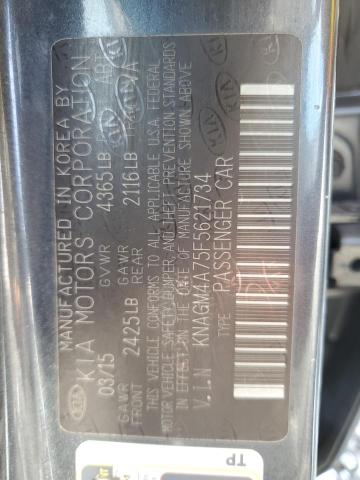 MANUFACTURED IN KOREA BY
KIA MOTORS CORPORATION
03/15 GVWR 4365LB
GAWR FRONT 2425LB GAWR REAR 2116LB
THIS VEHICLE CONFORMS TO ALL APPLICABLE U.S.A. FEDERAL
MOTOR VEHICLE SAFETY, BUMPER, AND THEFT PREVENTION STANDARDS
IN EFFECT ON THE DATE OF MANUFACTURE SHOWN ABOVE
V.I.N KNAGM4A75F5621734
TYPE : PASSENGER CAR
KIA
TP